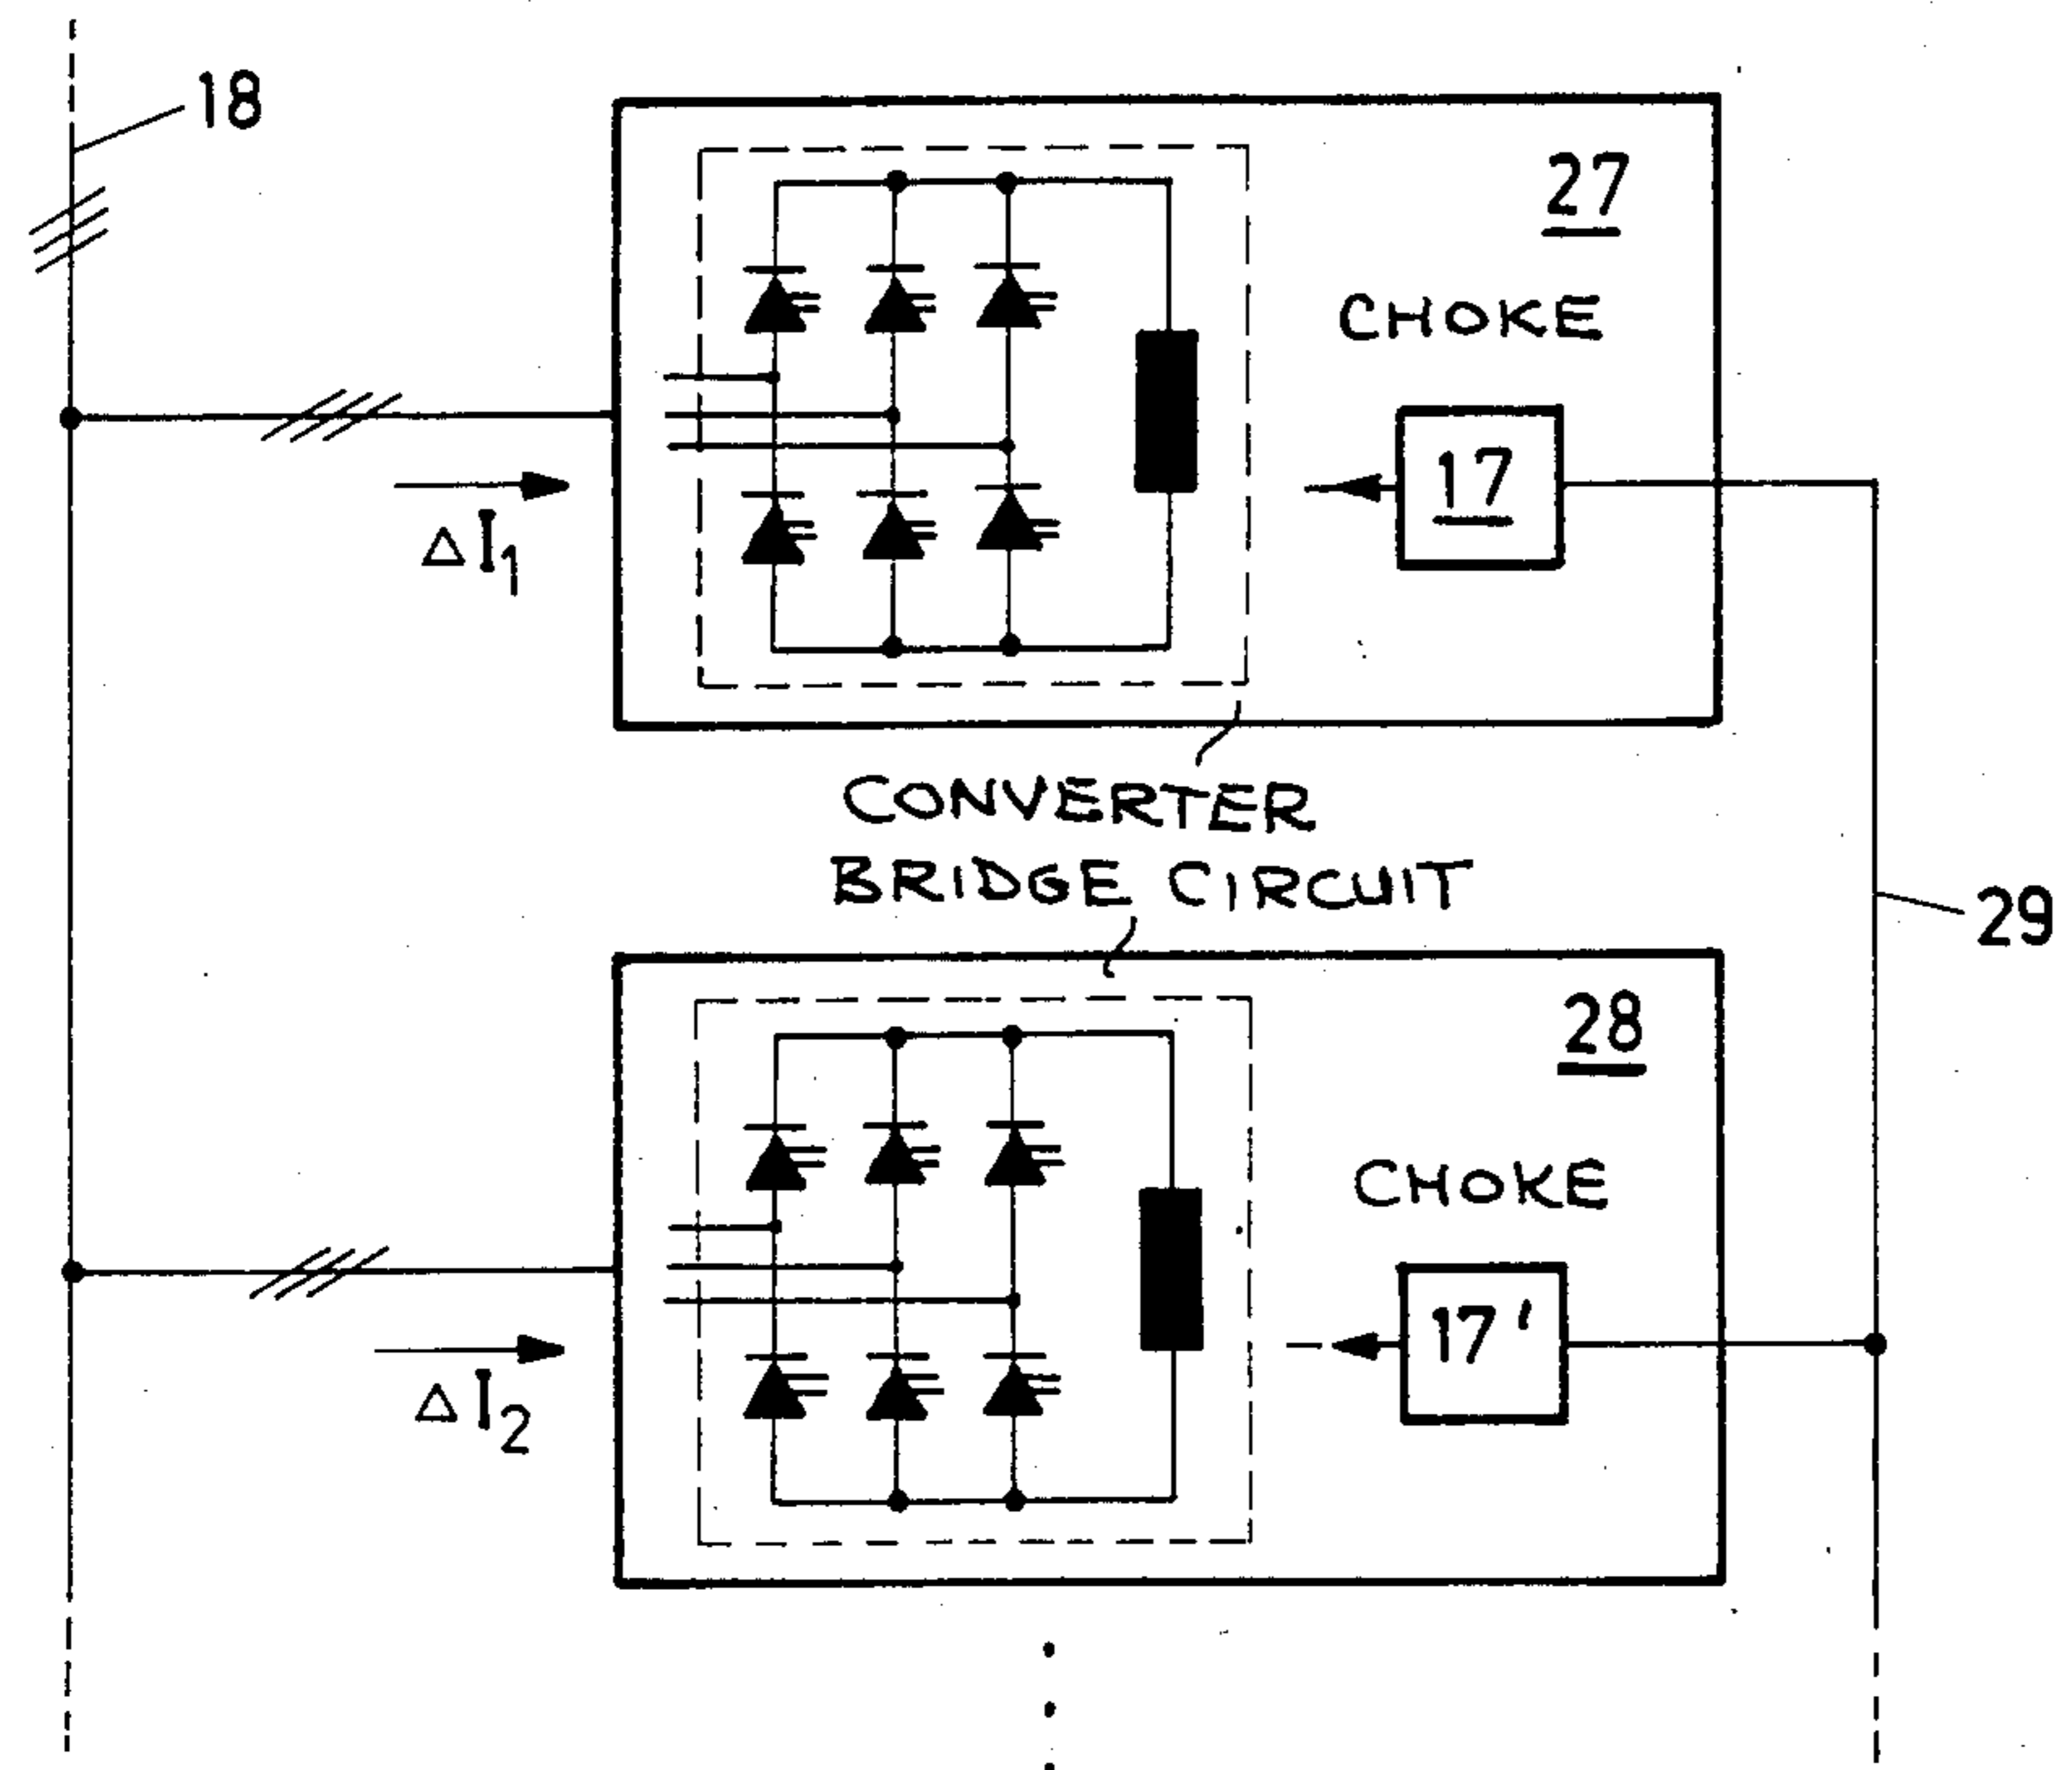 18
27
CHOKE
17
ΔI1
CONVERTER
BRIDGE CIRCUIT
29
28
CHOKE
17'
ΔI2